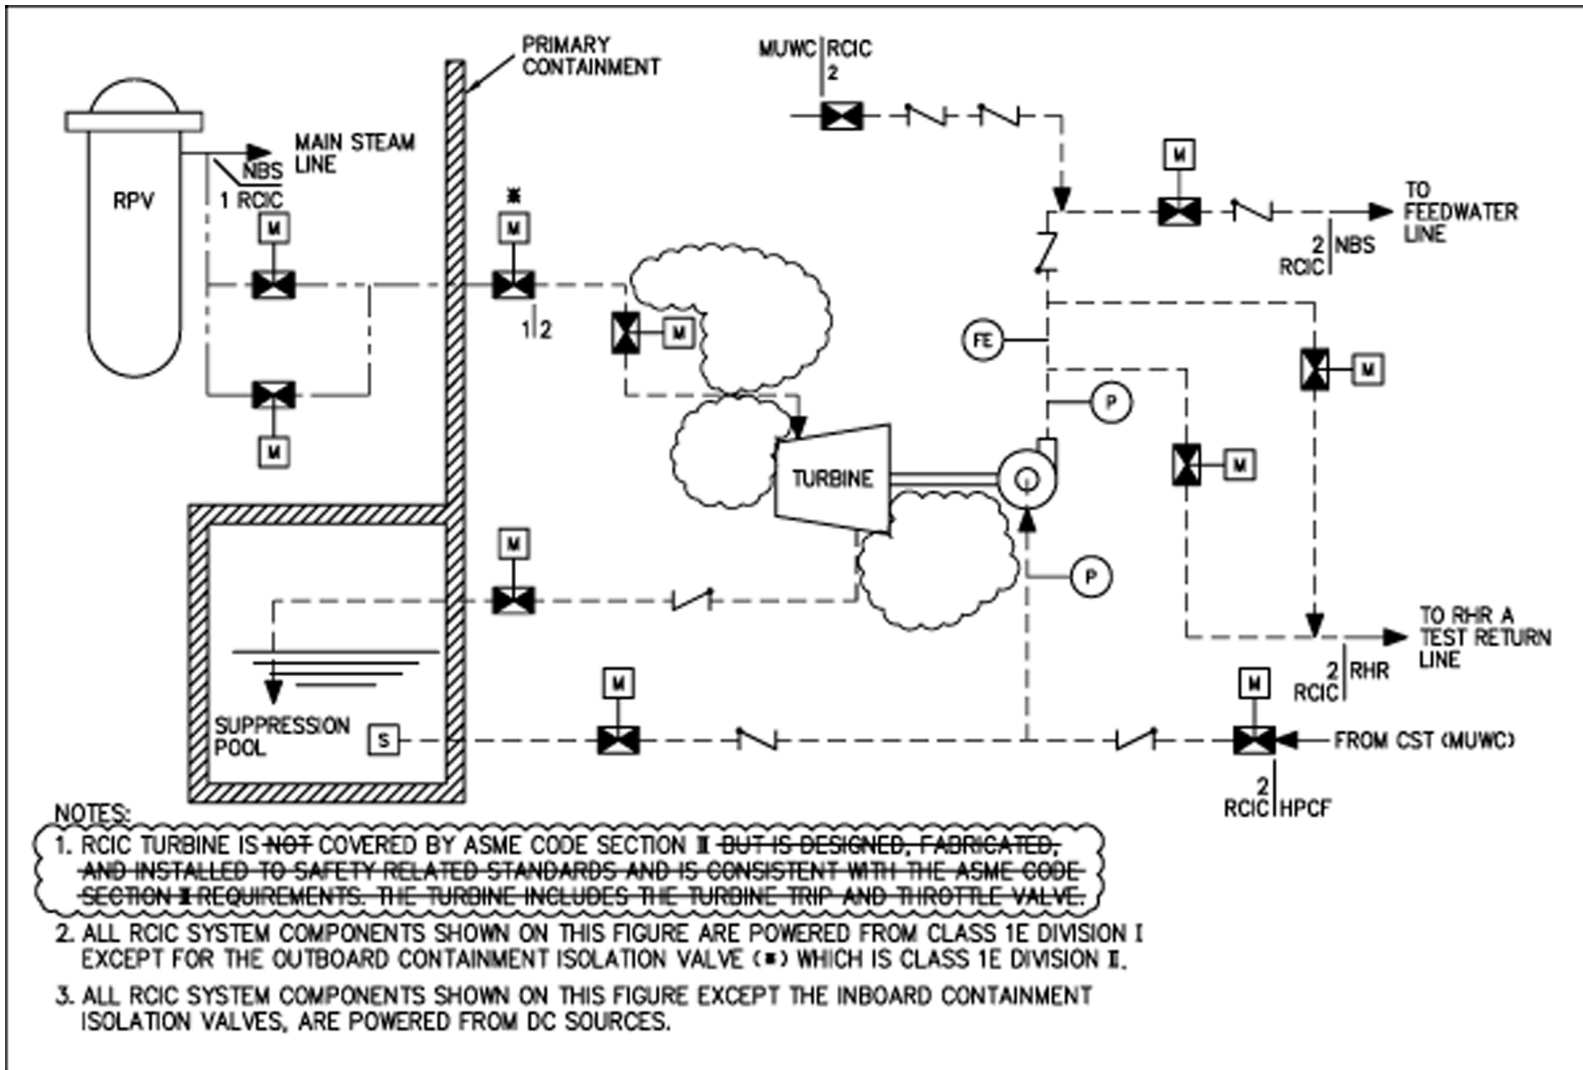 PRIMARY
CONTAINMENT
MUWC RCIC
2
MAIN STEAM
LINE
NBS
1 RCIC
RPV
M
M
*
M
1 2
M
M
TO
FEEDWATER
LINE
2 NBS
RCIC
FE
M
P
M
TURBINE
P
M
TO RHR A
TEST RETURN
LINE
2 RHR
RCIC
M
M
SUPPRESSION
POOL
S
FROM CST (MUWC)
2
RCIC HPCF
NOTES:
1. RCIC TURBINE IS NOT COVERED BY ASME CODE SECTION III BUT IS DESIGNED, FABRICATED,
AND INSTALLED TO SAFETY RELATED STANDARDS AND IS CONSISTENT WITH THE ASME CODE
SECTION III REQUIREMENTS. THE TURBINE INCLUDES THE TURBINE TRIP AND THROTTLE VALVE.
2. ALL RCIC SYSTEM COMPONENTS SHOWN ON THIS FIGURE ARE POWERED FROM CLASS 1E DIVISION I
EXCEPT FOR THE OUTBOARD CONTAINMENT ISOLATION VALVE (*) WHICH IS CLASS 1E DIVISION II.
3. ALL RCIC SYSTEM COMPONENTS SHOWN ON THIS FIGURE EXCEPT THE INBOARD CONTAINMENT
ISOLATION VALVES, ARE POWERED FROM DC SOURCES.